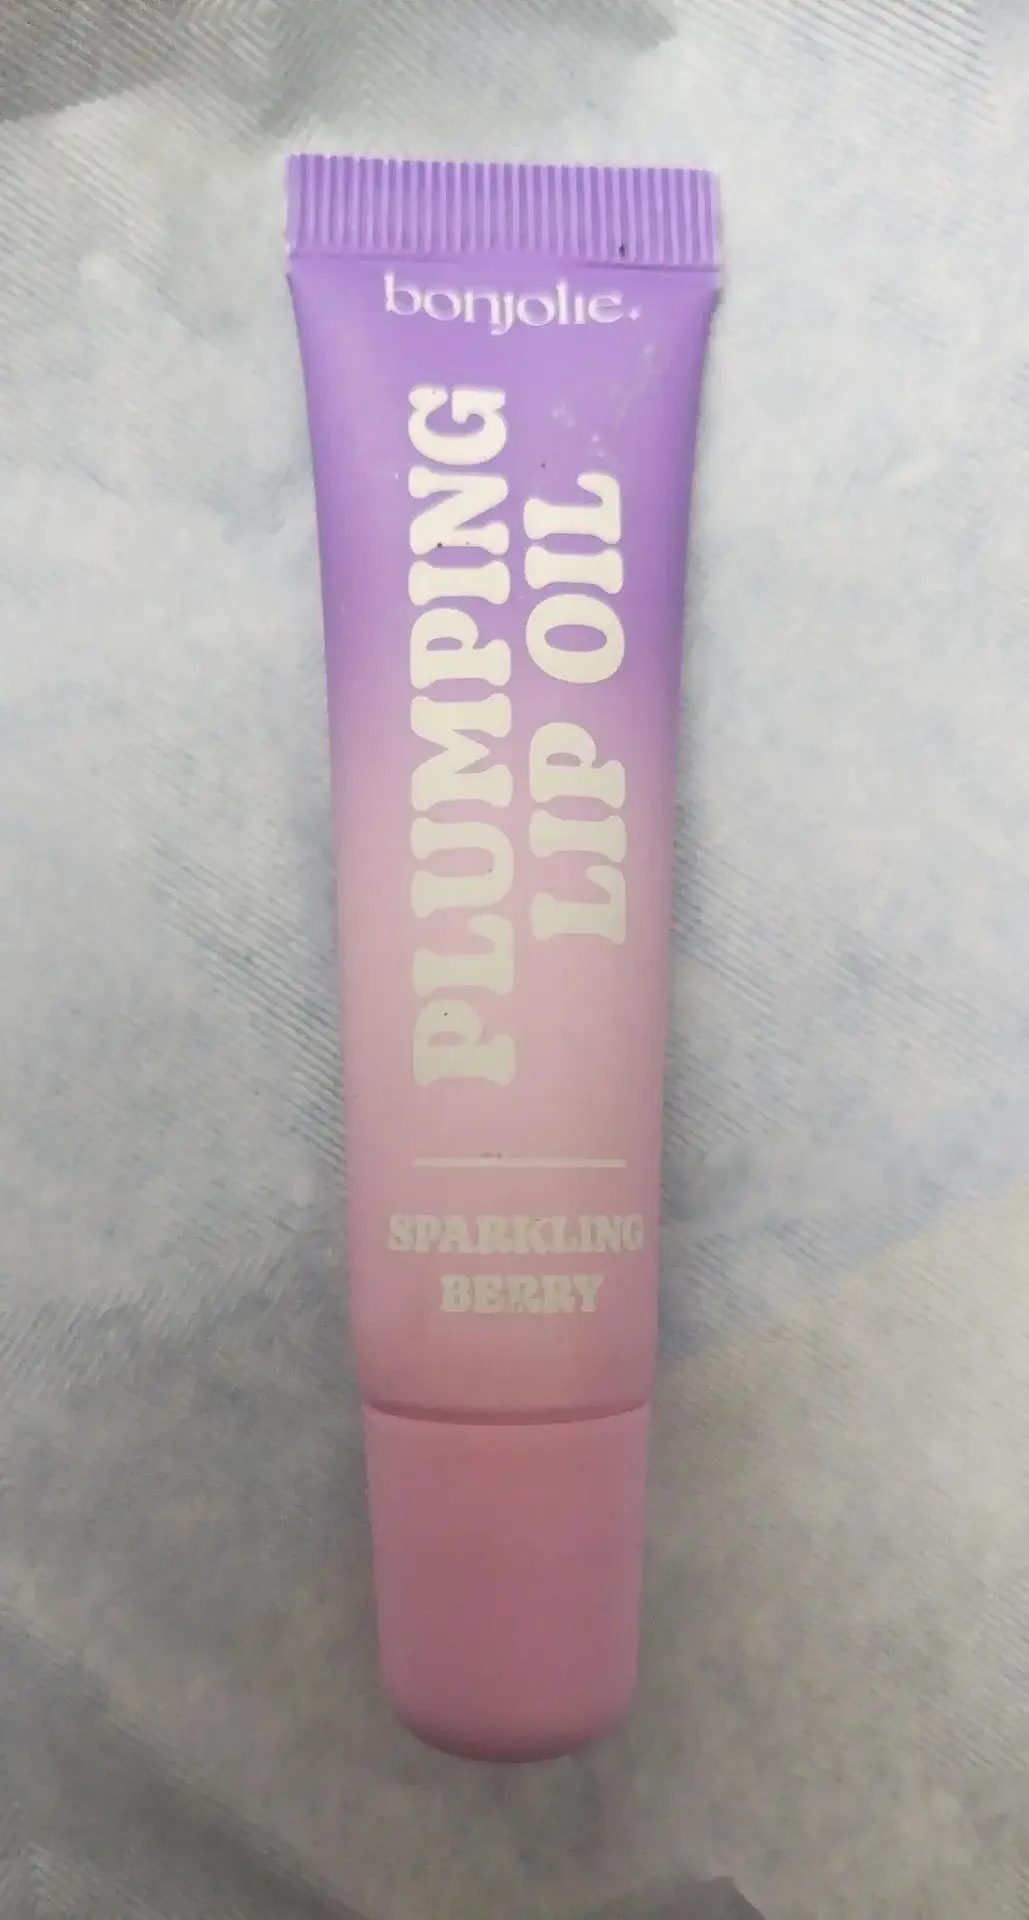 bonjolie.
PLUMPING
LIP OIL
SPARKLING
BERRY